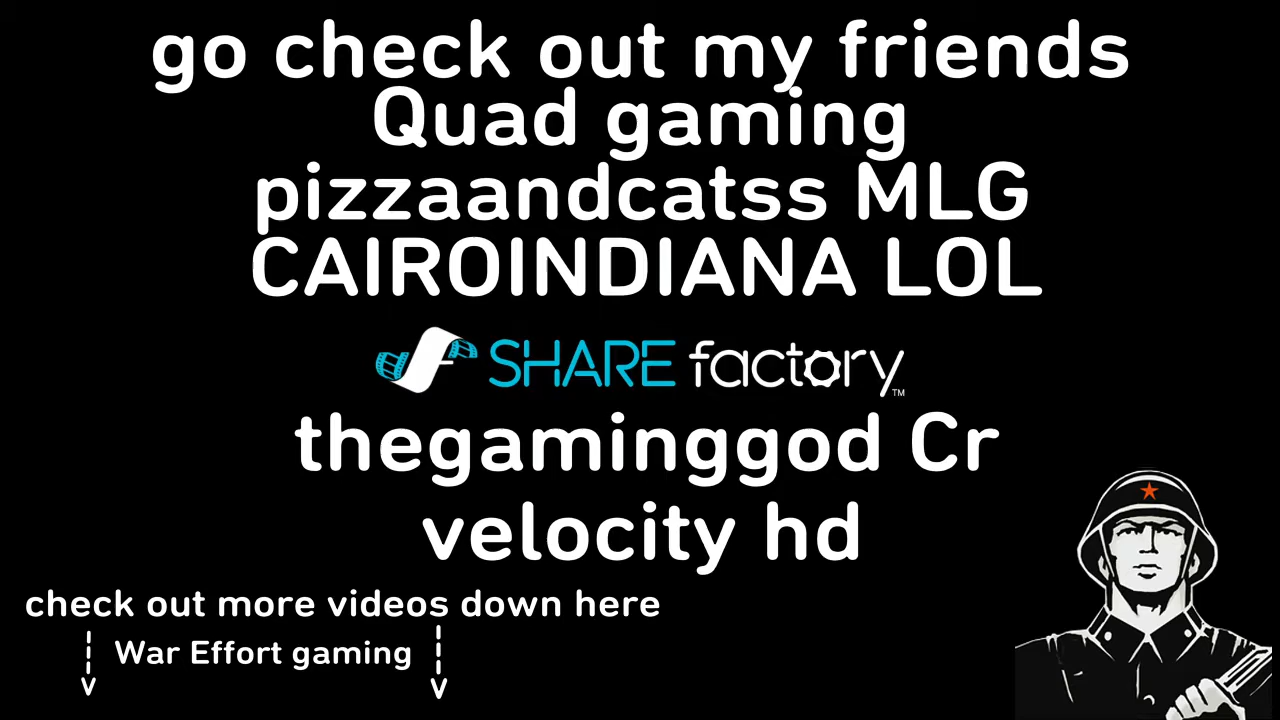 go check out my friends
Quad gaming
pizzaandcatss MLG
CAIROINDIANA LOL
SHARE factory™
thegaminggod Cr
velocity hd
check out more videos down here
War Effort gaming